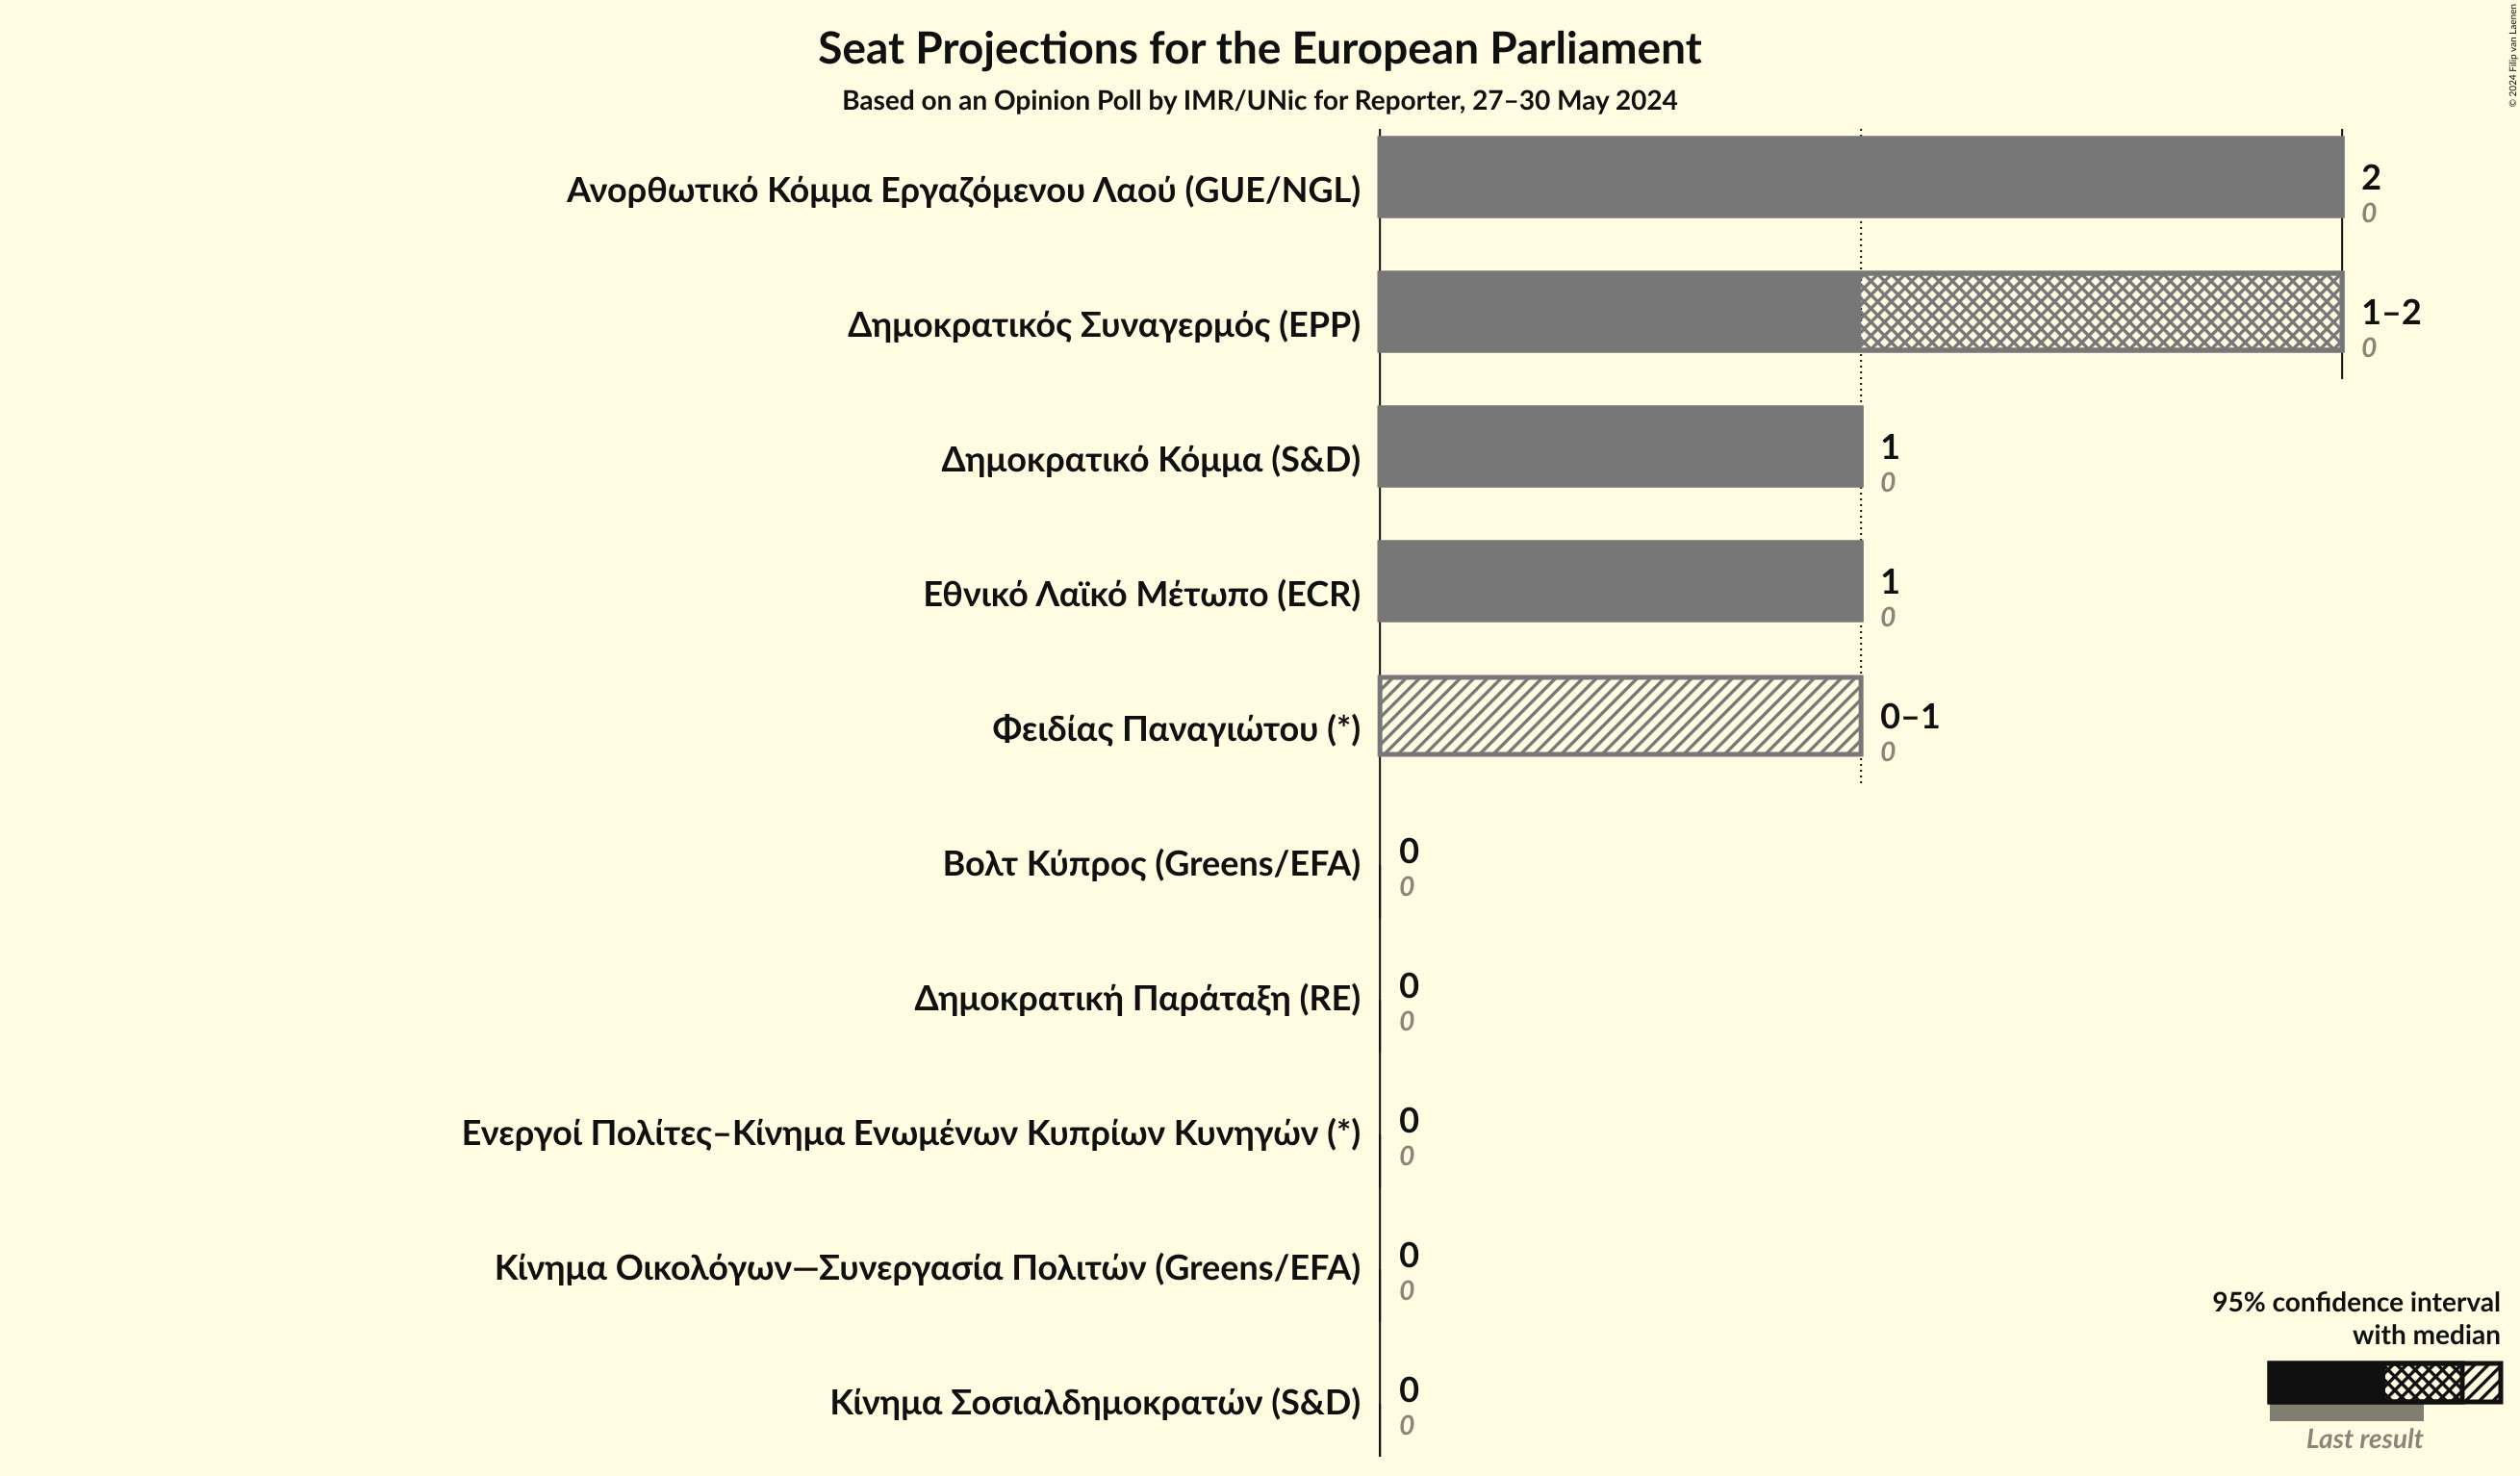 Seat Projections for the European Parliament
Based on an Opinion Poll by IMR/UNic for Reporter, 27–30 May 2024
© 2024 Filip van Laenen
Ανορθωτικό Κόμμα Εργαζόμενου Λαού (GUE/NGL)
2
0
Δημοκρατικός Συναγερμός (EPP)
1–2
0
Δημοκρατικό Κόμμα (S&D)
1
0
Εθνικό Λαϊκό Μέτωπο (ECR)
1
0
Φειδίας Παναγιώτου (*)
0–1
0
Βολτ Κύπρος (Greens/EFA)
0
0
Δημοκρατική Παράταξη (RE)
0
0
Ενεργοί Πολίτες–Κίνημα Ενωμένων Κυπρίων Κυνηγών (*)
0
0
Κίνημα Οικολόγων—Συνεργασία Πολιτών (Greens/EFA)
0
0
Κίνημα Σοσιαλδημοκρατών (S&D)
0
0
95% confidence interval
with median
Last result